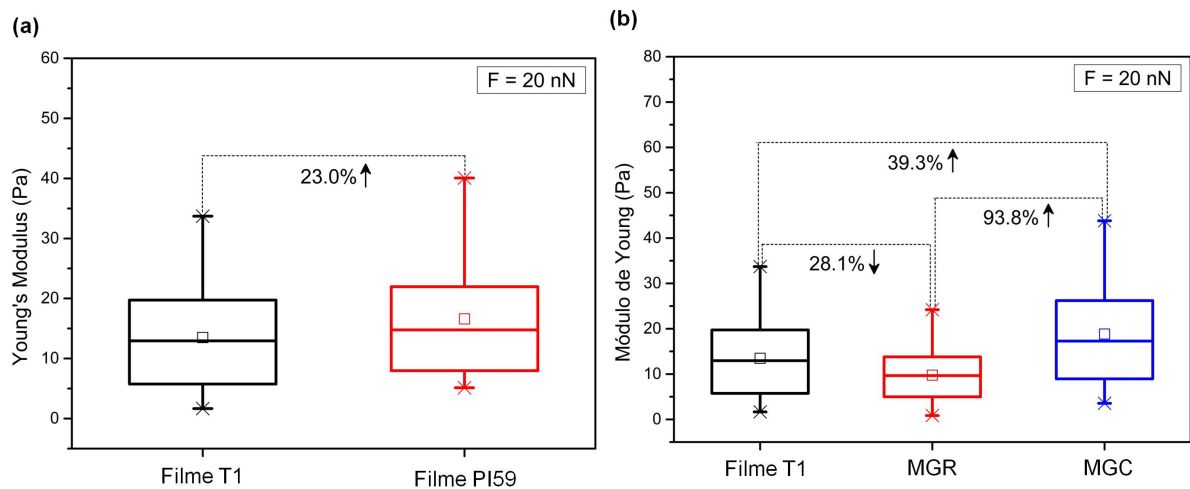 (a)
60
50
40
30
20
10
0
Young's Modulus (Pa)
F = 20 nN
23.0%↑
Filme T1
Filme PI59
(b)
80
70
60
50
40
30
20
10
0
Módulo de Young (Pa)
F = 20 nN
39.3%↑
93.8%↑
28.1%↓
Filme T1
MGR
MGC